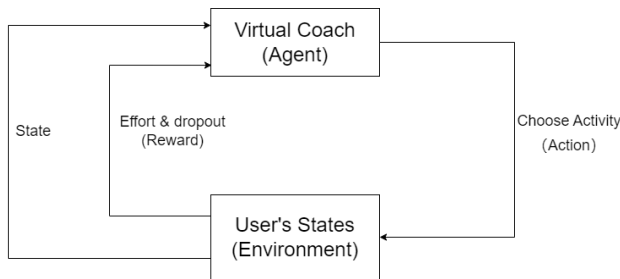 Virtual Coach
(Agent)
Effort & dropout
(Reward)
State
Choose Activity
(Action)
User's States
(Environment)